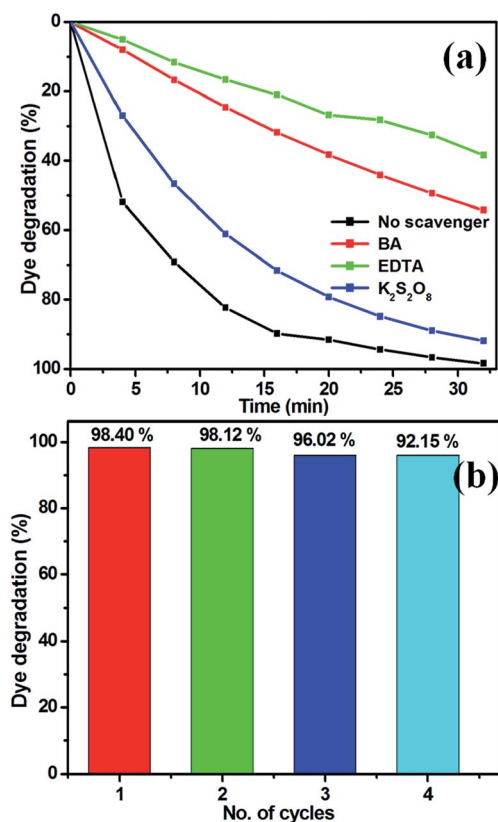 (a)
0
20
40
60
80
100
Dye degradation (%)
No scavenger
BA
EDTA
K₂S₂O₈
0 5 10 15 20 25 30
Time (min)
(b)
100
80
60
40
20
0
Dye degradation (%)
98.40 % 98.12 % 96.02 % 92.15 %
1 2 3 4
No. of cycles